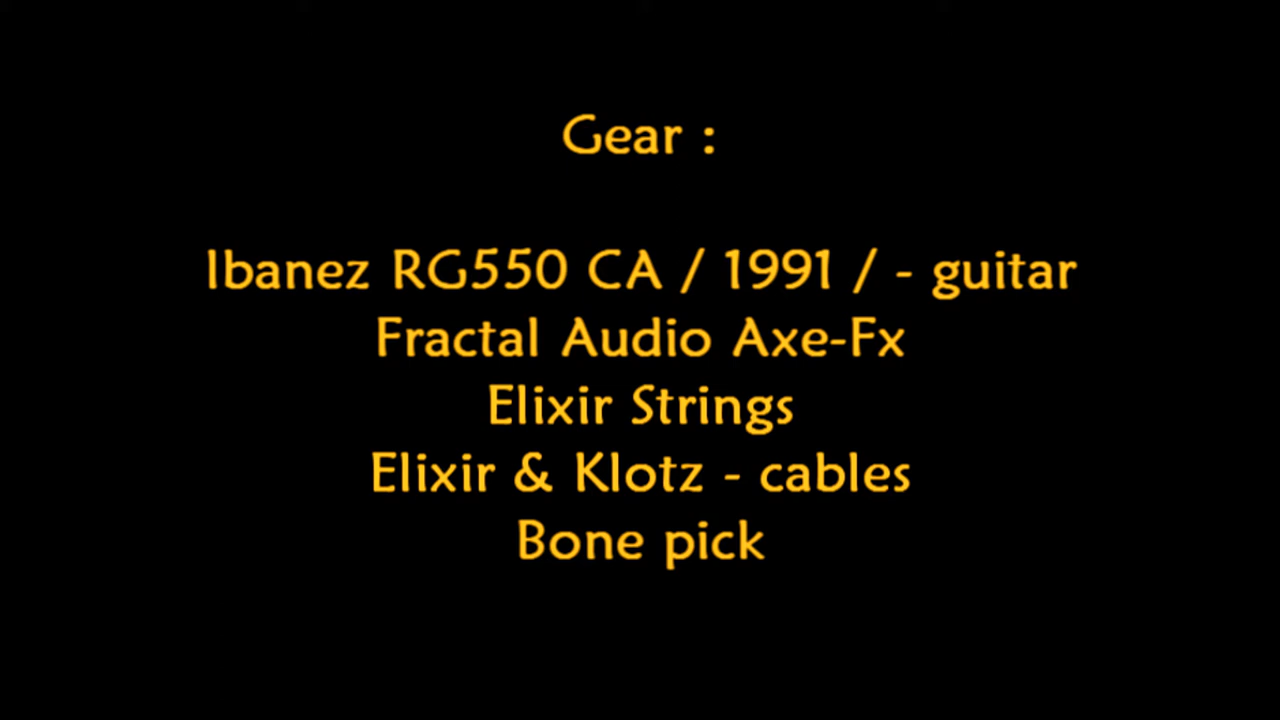 Gear :
Ibanez RG550 CA / 1991 / - guitar
Fractal Audio Axe-Fx
Elixir Strings
Elixir & Klotz - cables
Bone pick